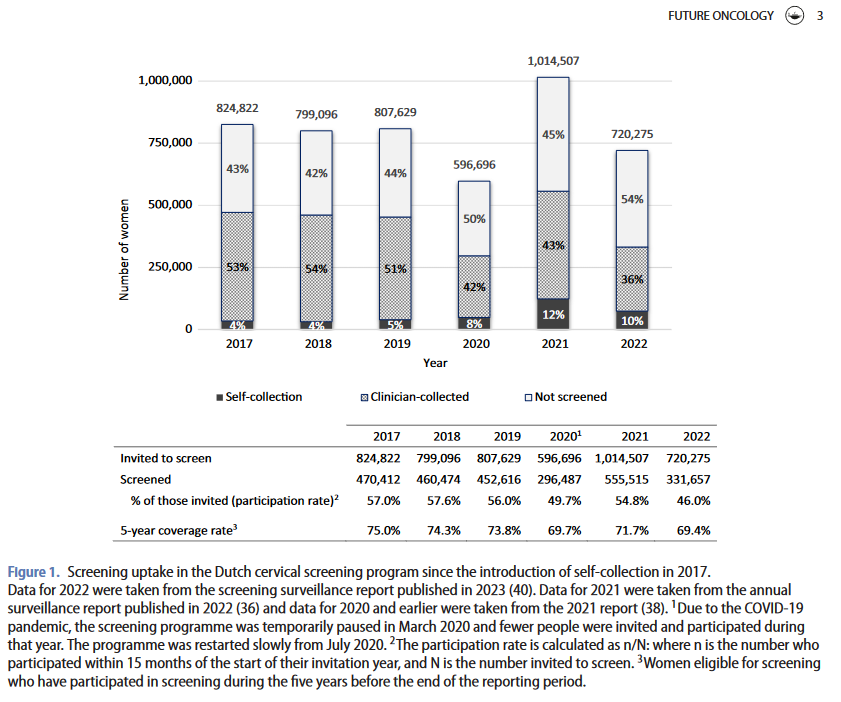 FUTURE ONCOLOGY 3
1,014,507
1,000,000
824,822
799,096
807,629
45%
720,275
750,000
596,696
43%
42%
44%
54%
500,000
50%
43%
53%
54%
51%
250,000
42%
36%
12%
10%
4%
4%
5%
8%
0
Number of women
2017 2018 2019 2020 2021 2022
Year
Self-collection Clinician-collected Not screened
2017 2018 2019 2020¹ 2021 2022
Invited to screen 824,822 799,096 807,629 596,696 1,014,507 720,275
Screened 470,412 460,474 452,616 296,487 555,515 331,657
% of those invited (participation rate)² 57.0% 57.6% 56.0% 49.7% 54.8% 46.0%
5-year coverage rate³ 75.0% 74.3% 73.8% 69.7% 71.7% 69.4%
Figure 1. Screening uptake in the Dutch cervical screening program since the introduction of self-collection in 2017.
Data for 2022 were taken from the screening surveillance report published in 2023 (40). Data for 2021 were taken from the annual
surveillance report published in 2022 (36) and data for 2020 and earlier were taken from the 2021 report (38). ¹Due to the COVID-19
pandemic, the screening programme was temporarily paused in March 2020 and fewer people were invited and participated during
that year. The programme was restarted slowly from July 2020. ²The participation rate is calculated as n/N: where n is the number who
participated within 15 months of the start of their invitation year, and N is the number invited to screen. ³Women eligible for screening
who have participated in screening during the five years before the end of the reporting period.